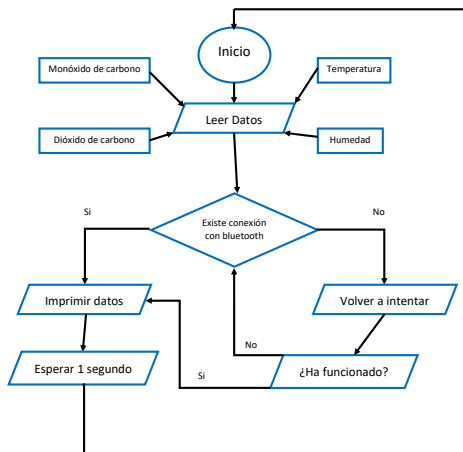 Inicio
Monóxido de carbono
Temperatura
Leer Datos
Dióxido de carbono
Humedad
Si
No
Existe conexión
con bluetooth
Imprimir datos
Volver a intentar
No
Esperar 1 segundo
Si
¿Ha funcionado?